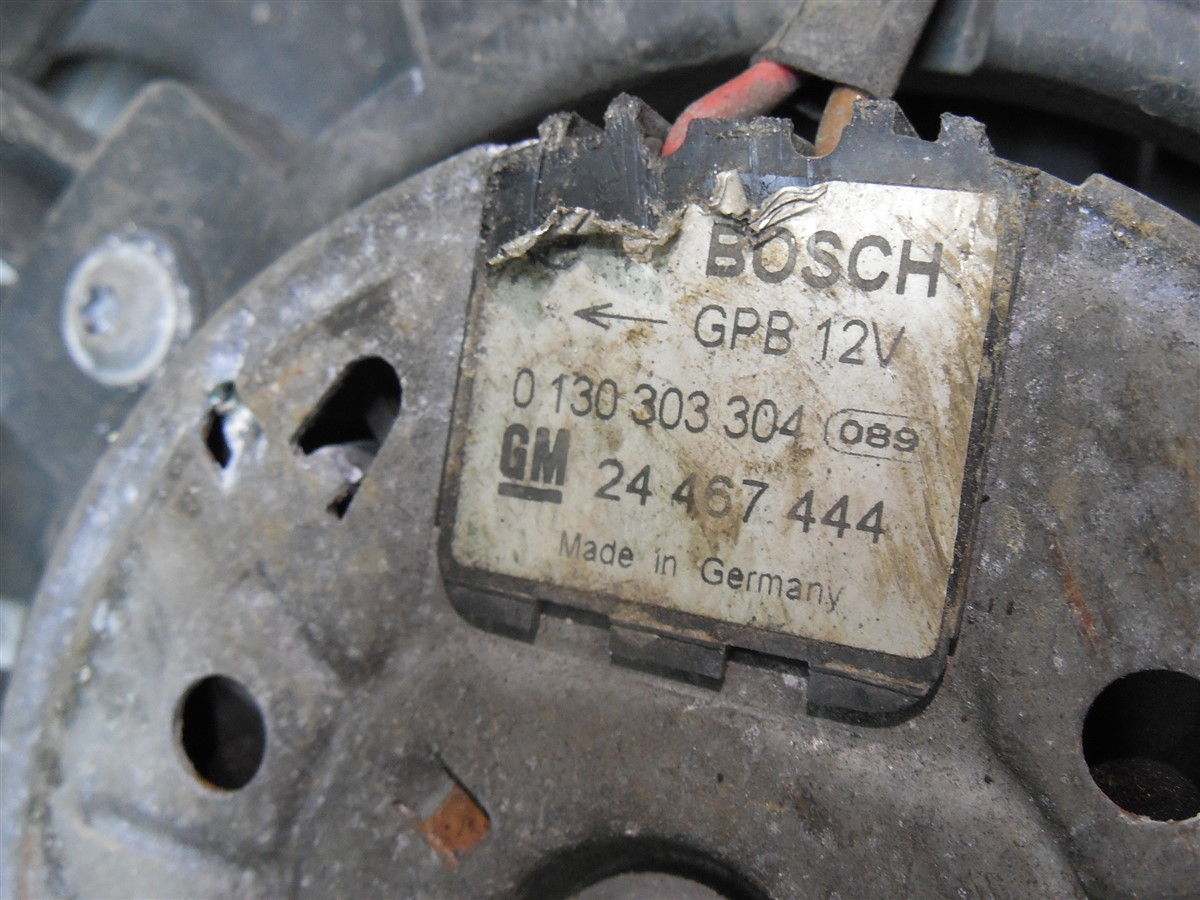 BOSCH
← GPB 12V
0 130 303 304 089
GM 24 467 444
Made in Germany